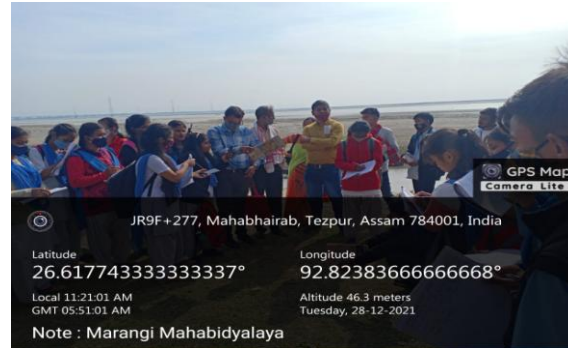 GPS Map
Camera Lite
JR9F+277, Mahabhairab, Tezpur, Assam 784001, India
Latitude
26.617743333333337°
Longitude
92.82383666666668°
Local 11:21:01 AM
GMT 05:51:01 AM
Altitude 46.3 meters
Tuesday, 28-12-2021
Note : Marangi Mahabidyalaya